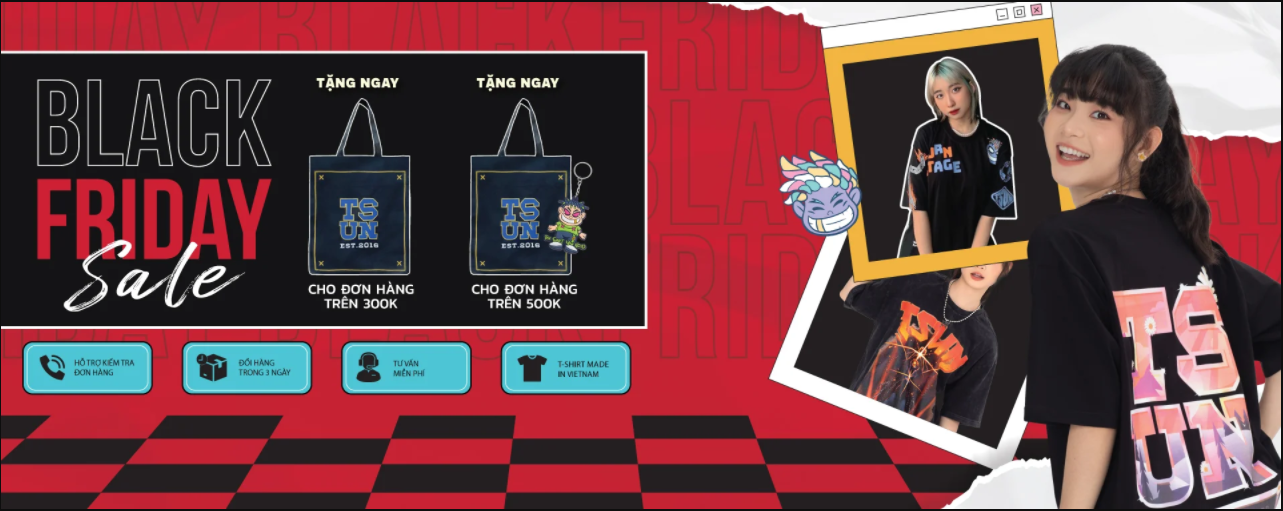 BLACK
FRIDAY
Sale
TẶNG NGAY
TS
UN
EST.2016
CHO ĐƠN HÀNG
TRÊN 300K
TẶNG NGAY
TS
UN
EST.2016
CHO ĐƠN HÀNG
TRÊN 500K
HỖ TRỢ KIỂM TRA
ĐƠN HÀNG
ĐỔI HÀNG
TRONG 3 NGÀY
TƯ VẤN
MIỄN PHÍ
T-SHIRT MADE
IN VIETNAM
TSUN
TS
UN